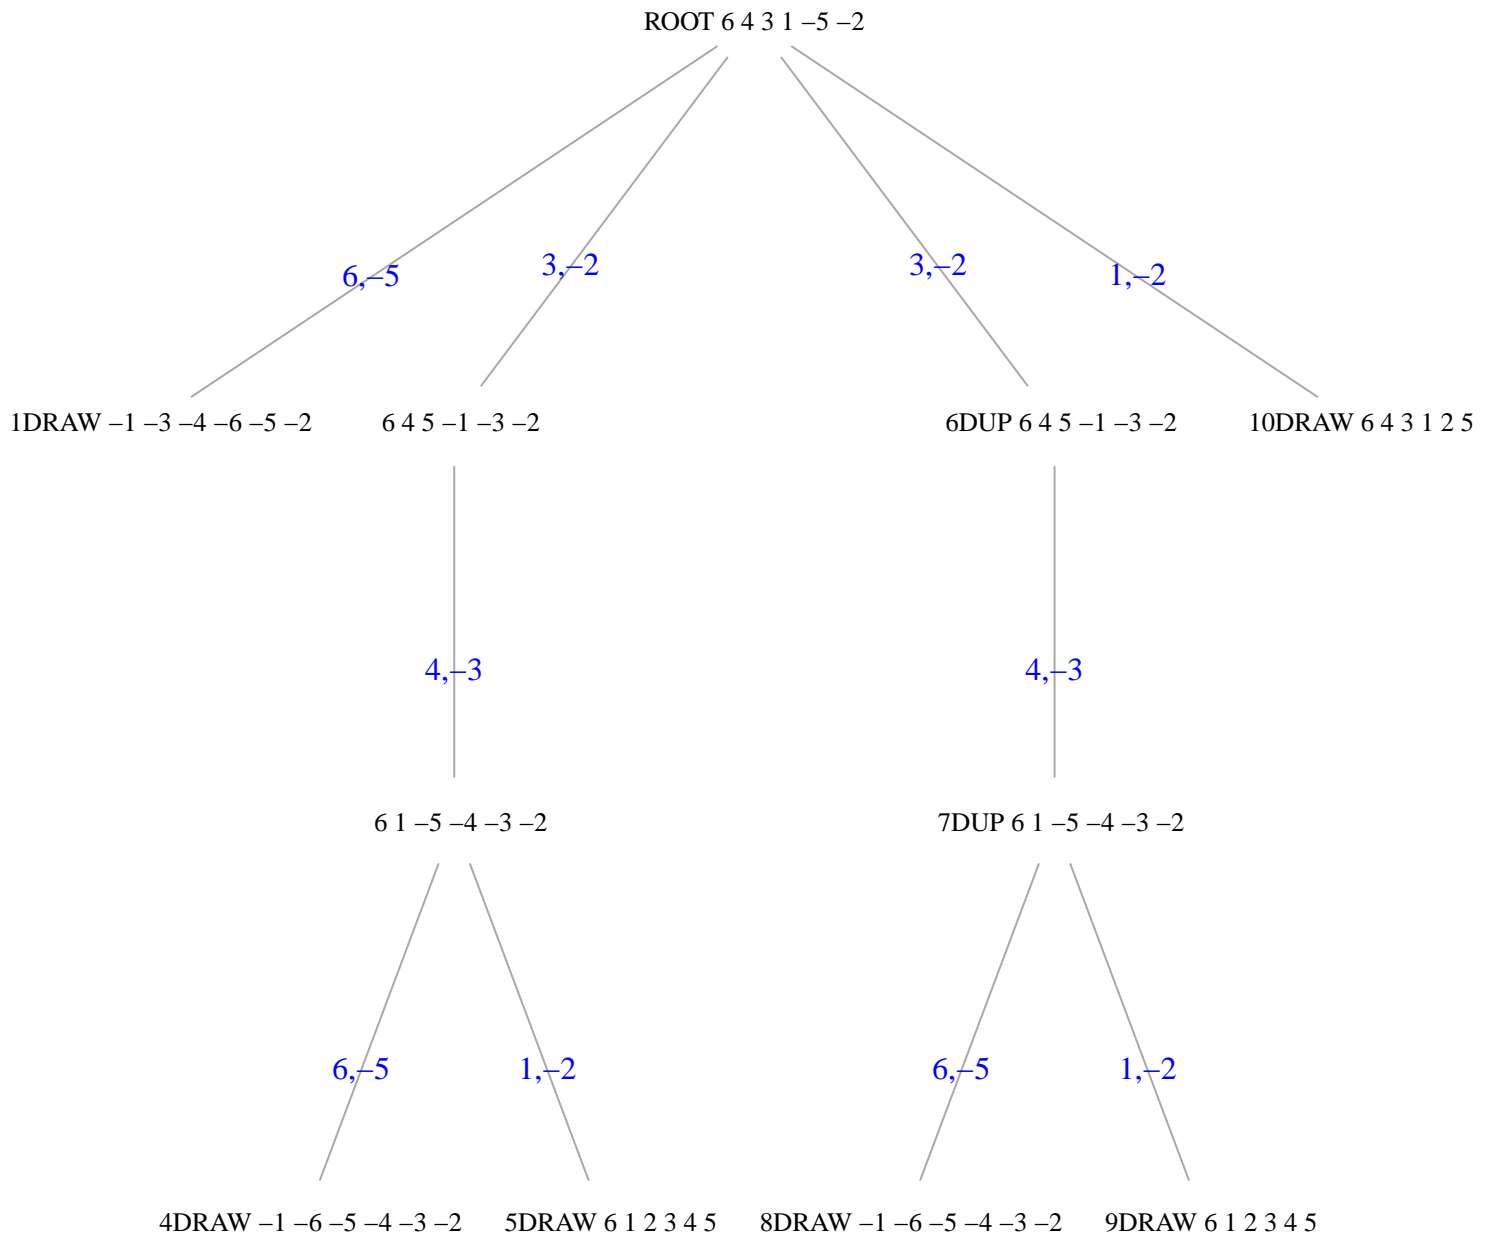 ROOT 6 4 3 1 –5 –2
6,–5
3,–2
3,–2
1,–2
1DRAW –1 –3 –4 –6 –5 –2
6 4 5 –1 –3 –2
6DUP 6 4 5 –1 –3 –2
10DRAW 6 4 3 1 2 5
4,–3
4,–3
6 1 –5 –4 –3 –2
7DUP 6 1 –5 –4 –3 –2
6,–5
1,–2
6,–5
1,–2
4DRAW –1 –6 –5 –4 –3 –2
5DRAW 6 1 2 3 4 5
8DRAW –1 –6 –5 –4 –3 –2
9DRAW 6 1 2 3 4 5